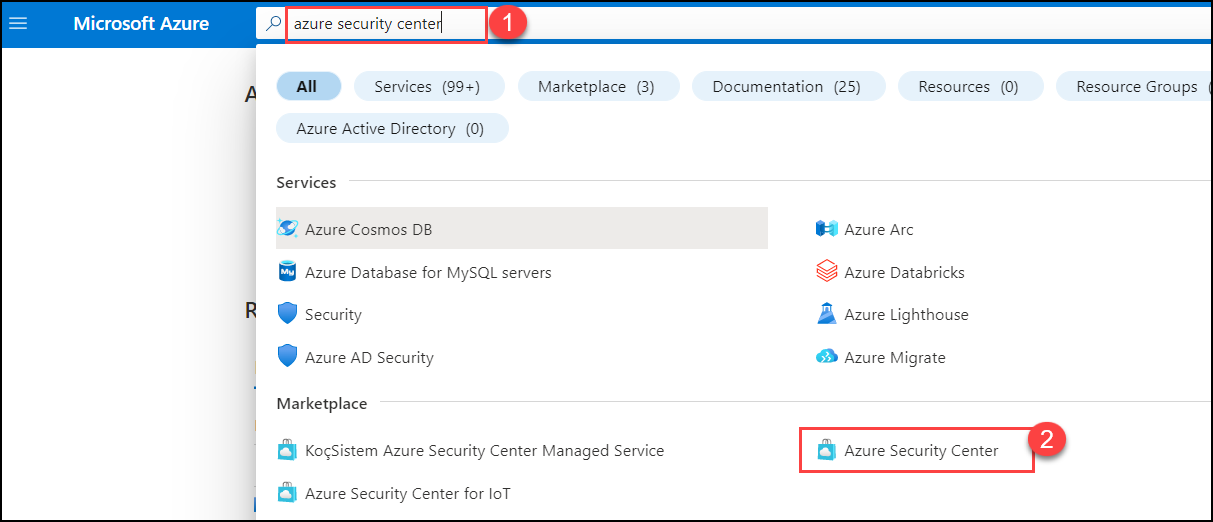 Microsoft Azure
azure security center
1
All
Services (99+)
Marketplace (3)
Documentation (25)
Resources (0)
Resource Groups
Azure Active Directory (0)
A
Services
Azure Cosmos DB
Azure Arc
Azure Database for MySQL servers
Azure Databricks
R
Security
Azure Lighthouse
Azure AD Security
Azure Migrate
Marketplace
KoçSistem Azure Security Center Managed Service
Azure Security Center
2
Azure Security Center for IoT